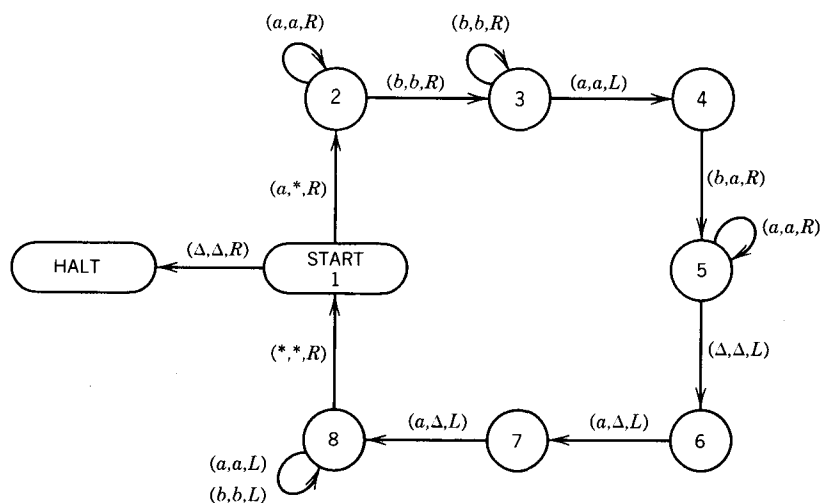 (a,a,R)
(b,b,R)
2
(b,b,R)
3
(a,a,L)
4
(a,*,R)
(b,a,R)
(a,a,R)
HALT
(Δ,Δ,R)
START
1
5
(*,*,R)
(Δ,Δ,L)
8
(a,Δ,L)
7
(a,Δ,L)
6
(a,a,L)
(b,b,L)